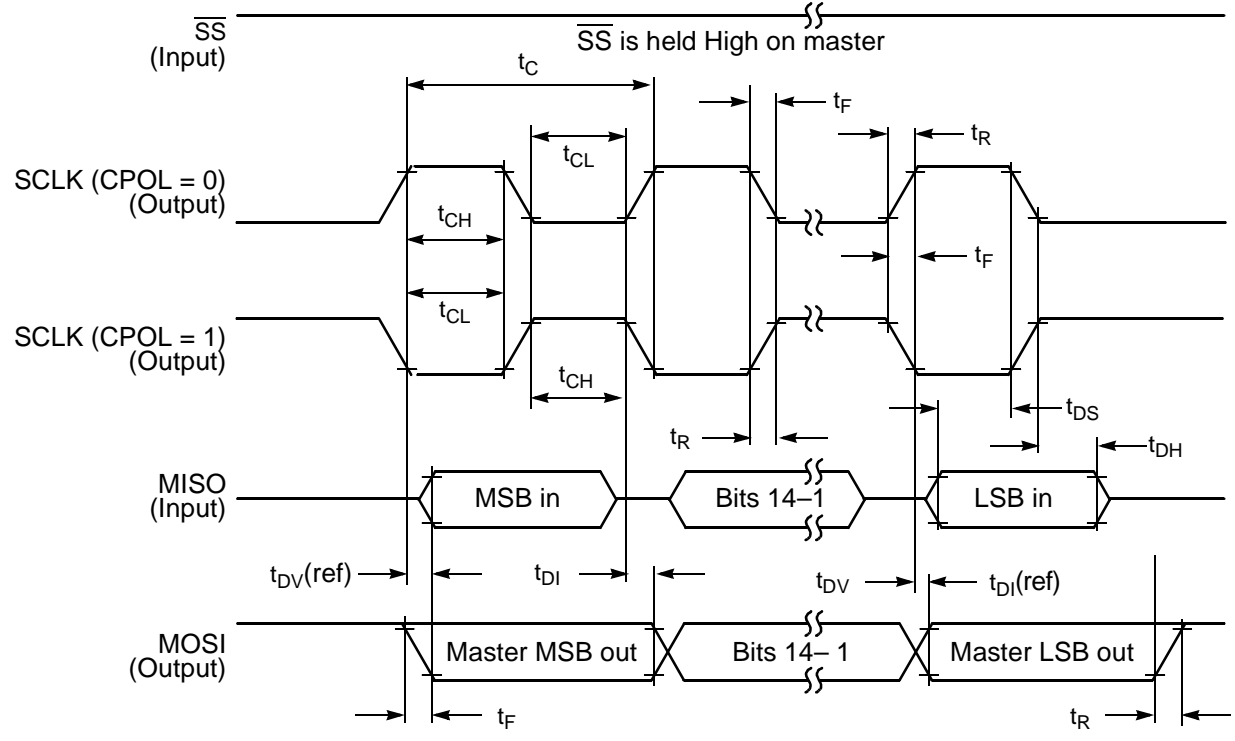 SS
(Input)
SS is held High on master
tC
tF
tR
tCL
SCLK (CPOL = 0)
(Output)
tCH
tF
tCL
SCLK (CPOL = 1)
(Output)
tCH
tDS
tR
tDH
MISO
(Input)
MSB in
Bits 14–1
LSB in
tDV(ref)
tDI
tDV
tDI(ref)
MOSI
(Output)
Master MSB out
Bits 14– 1
Master LSB out
tF
tR